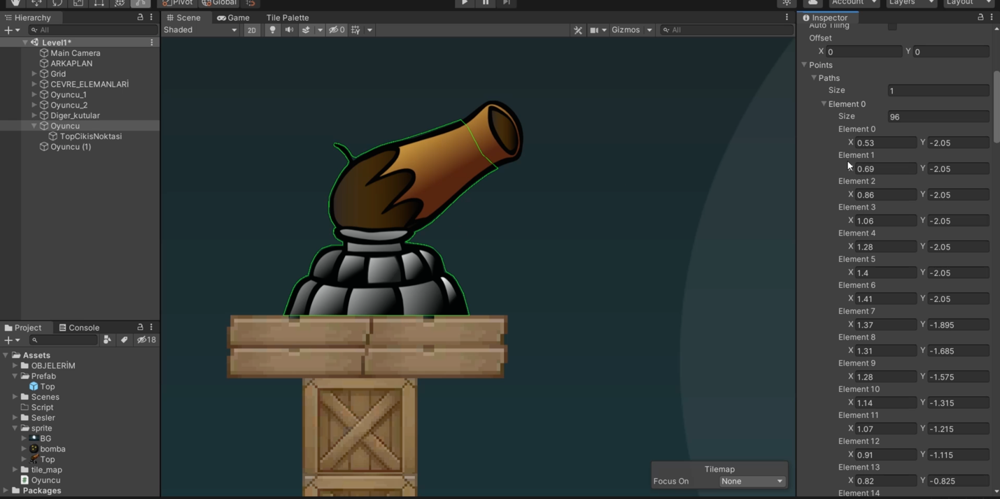 Pivot
Global
Account
Layers
Layout
Hierarchy
All
Level1*
Main Camera
ARKAPLAN
Grid
CEVRE_ELEMANLARİ
Oyuncu_1
Oyuncu_2
Diger_kutular
Oyuncu
TopCikisNoktasi
Oyuncu (1)
Project
Console
18
Assets
OBJELERİM
Prefab
Top
Scenes
Script
Sesler
sprite
BG
bomba
Top
tile_map
Oyuncu
Packages
Scene
Game
Tile Palette
Shaded
2D
0
Gizmos
All
Tilemap
Focus On
None
Inspector
Auto Tiling
Offset
X 0 Y 0
Points
Paths
Size 1
Element 0
Size 96
Element 0
X 0.53 Y -2.05
Element 1
0.69 Y -2.05
Element 2
X 0.86 Y -2.05
Element 3
X 1.06 Y -2.05
Element 4
X 1.28 Y -2.05
Element 5
X 1.4 Y -2.05
Element 6
X 1.41 Y -2.05
Element 7
X 1.37 Y -1.895
Element 8
X 1.31 Y -1.685
Element 9
X 1.28 Y -1.575
Element 10
X 1.14 Y -1.315
Element 11
X 1.07 Y -1.215
Element 12
X 0.91 Y -1.115
Element 13
X 0.82 Y -0.825
Element 14